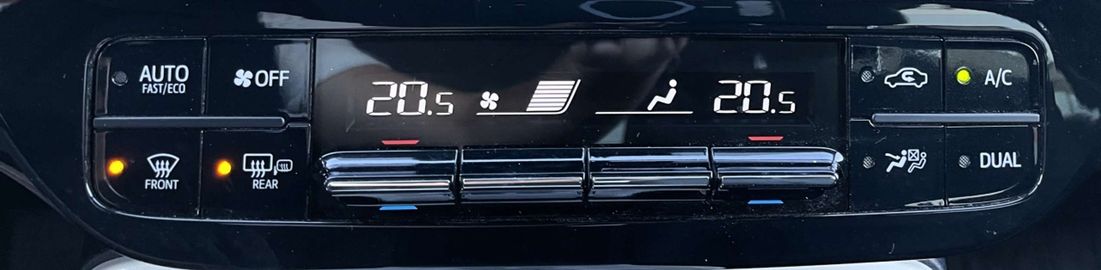 AUTO
FAST/ECO
OFF
20.5
20.5
A/C
FRONT
REAR
DUAL